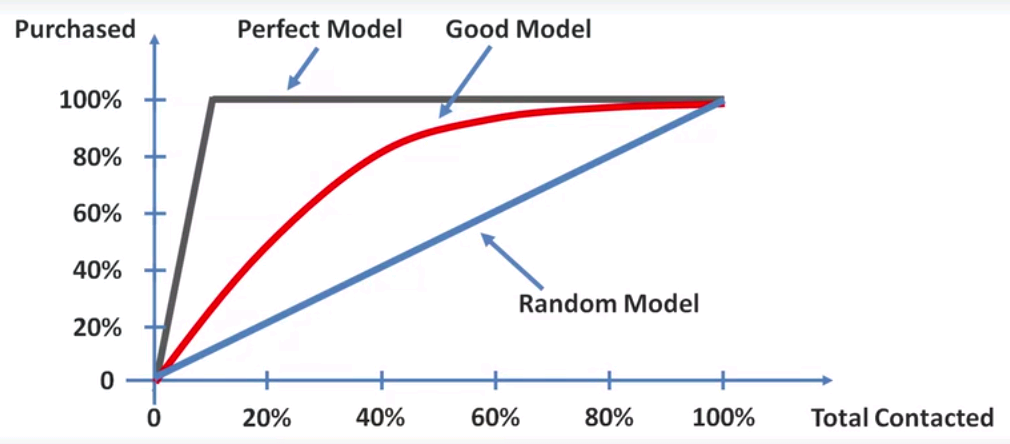 Purchased
Perfect Model
Good Model
100%
80%
60%
40%
20%
0
Random Model
0
20%
40%
60%
80%
100%
Total Contacted